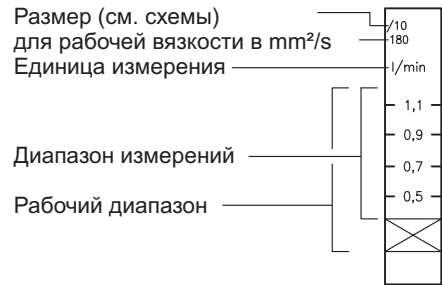 Размер (см. схемы)
/10
для рабочей вязкости в mm²/s
180
Единица измерения
l/min
1,1
0,9
Диапазон измерений
0,7
Рабочий диапазон
0,5